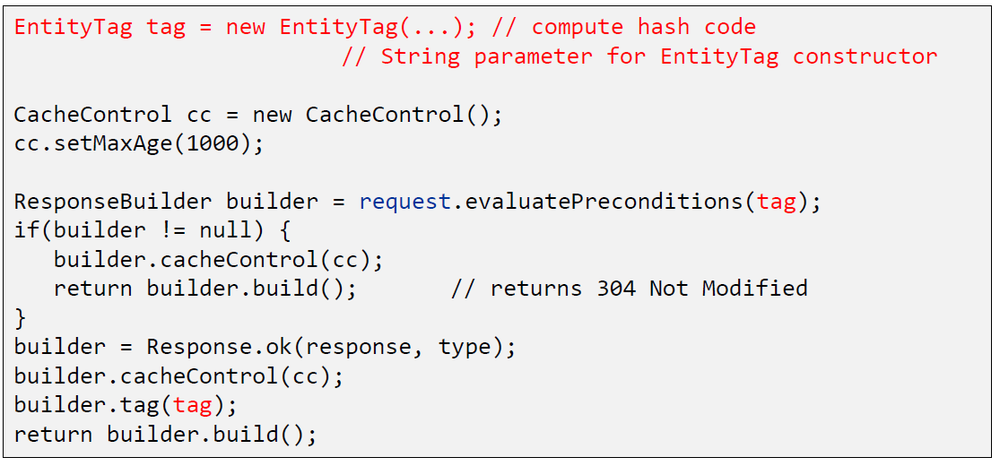 EntityTag tag = new EntityTag(...); // compute hash code
// String parameter for EntityTag constructor
CacheControl cc = new CacheControl();
cc.setMaxAge(1000);
ResponseBuilder builder = request.evaluatePreconditions(tag);
if(builder != null) {
builder.cacheControl(cc);
return builder.build(); // returns 304 Not Modified
}
builder = Response.ok(response, type);
builder.cacheControl(cc);
builder.tag(tag);
return builder.build();